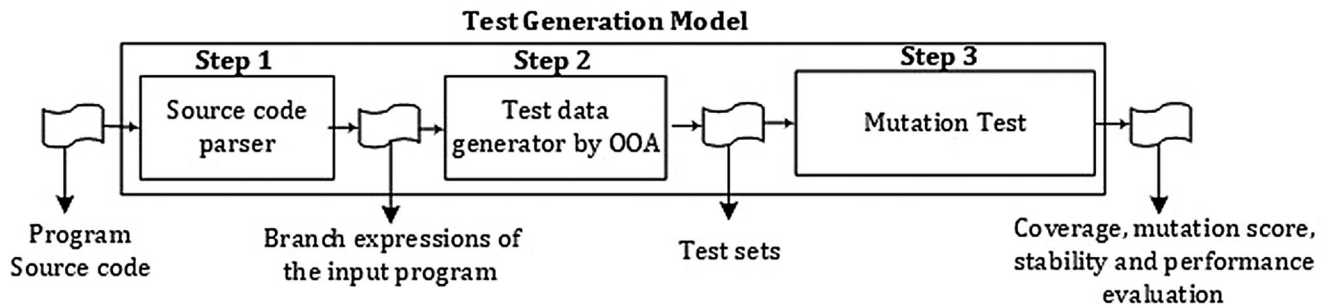 Test Generation Model
Step 1
Step 2
Step 3
Source code
parser
Test data
generator by OOA
Mutation Test
Program
Source code
Branch expressions of
the input program
Test sets
Coverage, mutation score,
stability and performance
evaluation